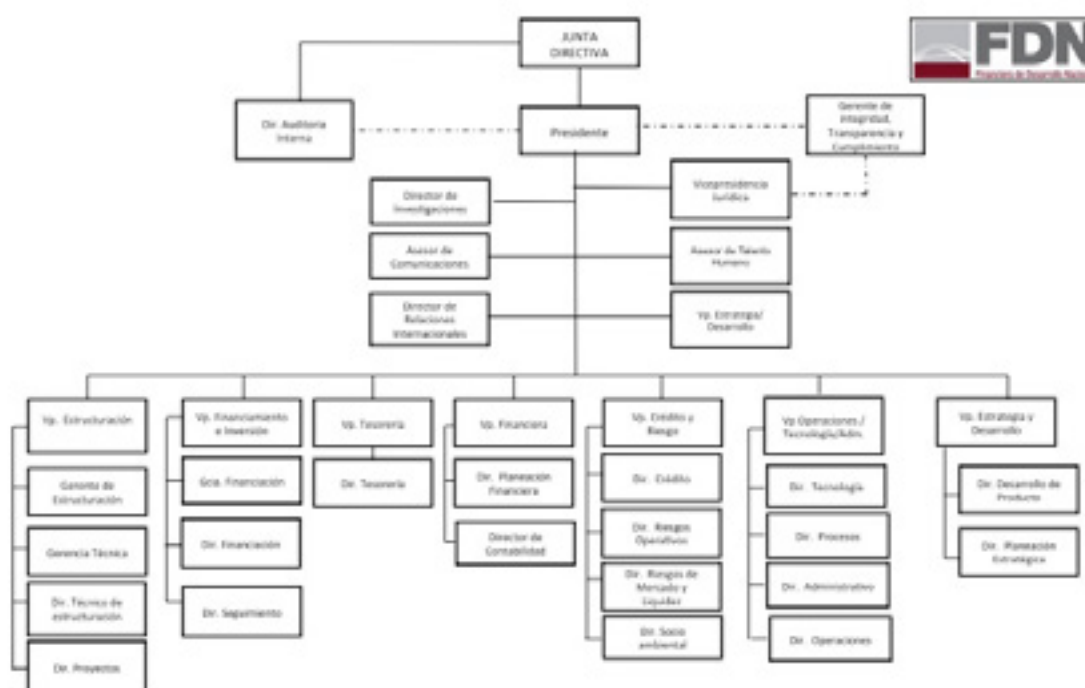 JUNTA
DIRECTIVA
FDN
Financiera de Desarrollo Nacional
Dir. Auditoria
Interna
Presidente
Gerente de
Integridad,
Transparencia y
Cumplimiento
Director de
Investigaciones
Vicepresidencia
Jurídica
Asesor de
Comunicaciones
Asesor de Talento
Humano
Director de
Relaciones
Internacionales
Vp. Estrategia/
Desarrollo
Vp. Estructuración
Vp. Financiamiento
e Inversión
Vp. Tesorería
Vp. Financiera
Vp. Crédito y
Riesgo
Vp Operaciones /
Tecnología/Adm.
Vp. Estrategia y
Desarrollo
Gerente de
Estructuración
Gcia. Financiación
Dir. Tesorería
Dir. Planeación
Financiera
Dir. Crédito
Dir. Tecnología
Dir. Desarrollo de
Producto
Gerencia Técnica
Dir. Financiación
Director de
Contabilidad
Dir. Riesgos
Operativos
Dir. Procesos
Dir. Planeación
Estratégica
Dir. Técnico de
estructuración
Dir. Seguimiento
Dir. Riesgos de
Mercado y
Liquidez
Dir. Administrativo
Dir. Proyectos
Dir. Socio
ambiental
Dir. Operaciones